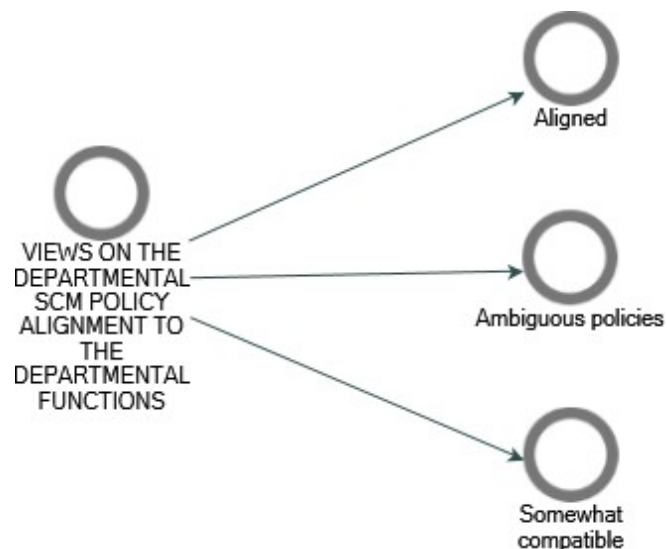 Aligned
VIEWS ON THE
DEPARTMENTAL
SCM POLICY
ALIGNMENT TO
THE
DEPARTMENTAL
FUNCTIONS
Ambiguous policies
Somewhat
compatible